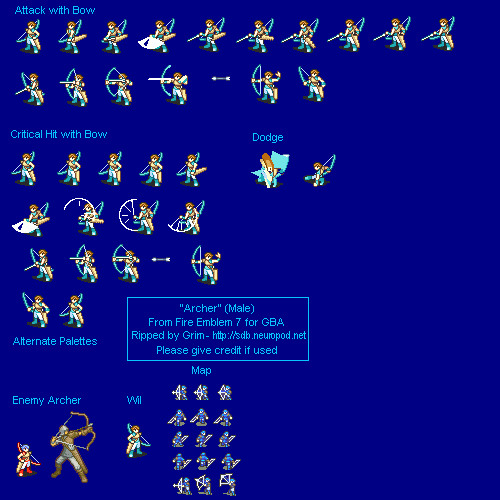 Attack with Bow
Critical Hit with Bow
Dodge
"Archer" (Male)
From Fire Emblem 7 for GBA
Ripped by Grim - http://sdb.neuropod.net
Please give credit if used
Alternate Palettes
Map
Enemy Archer
Wil